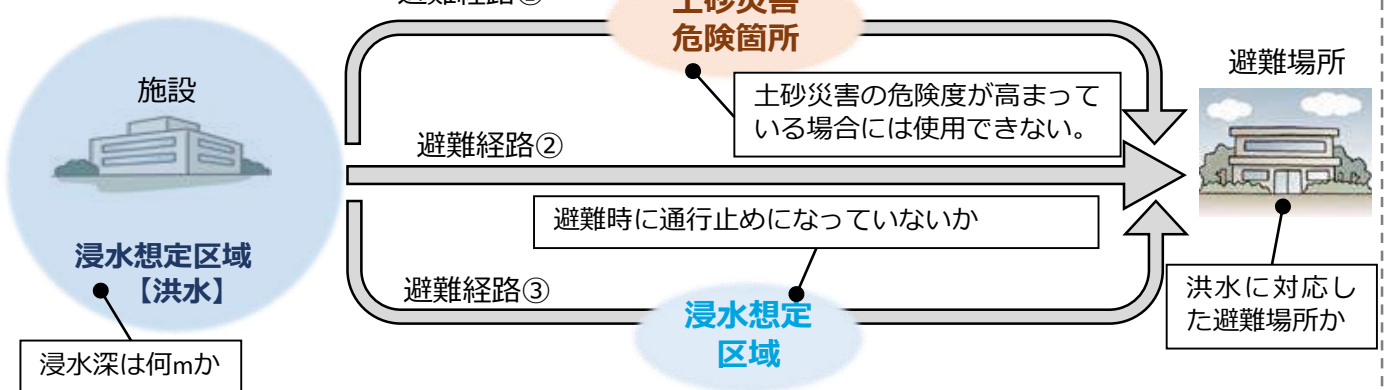 土砂災害
危険箇所
避難場所
施設
土砂災害の危険度が高まって
いる場合には使用できない。
避難経路②
避難時に通行止めになっていないか
浸水想定区域
【洪水】
避難経路③
浸水想定
区域
洪水に対応し
た避難場所か
浸水深は何mか